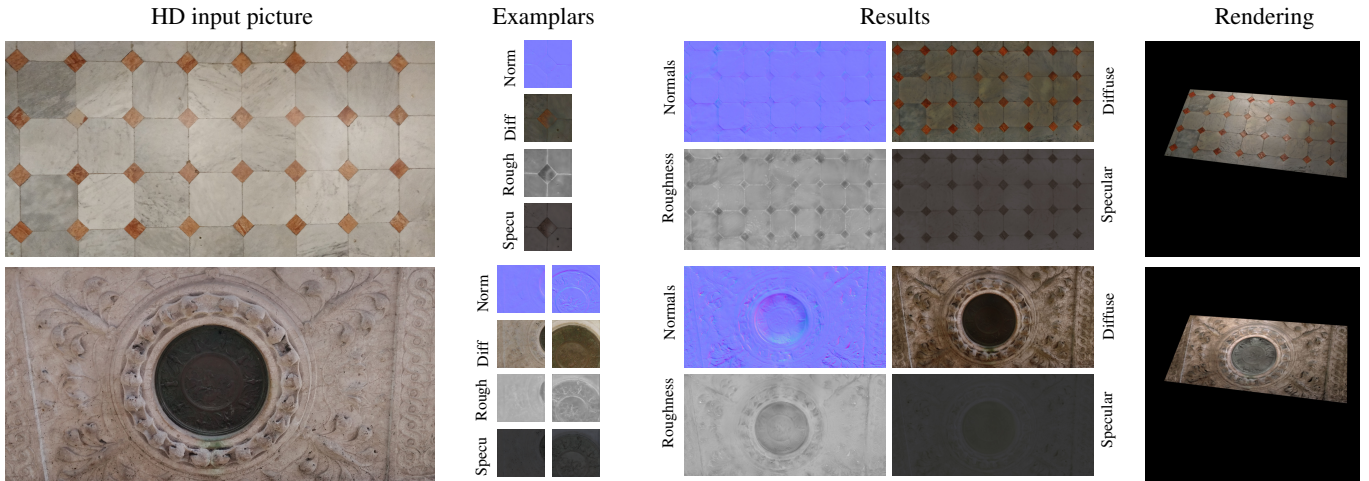 HD input picture
Examplars
Results
Rendering
Norm
Diff
Rough
Specu
Normals
Diffuse
Roughness
Specular
Norm
Diff
Rough
Specu
Normals
Diffuse
Roughness
Specular